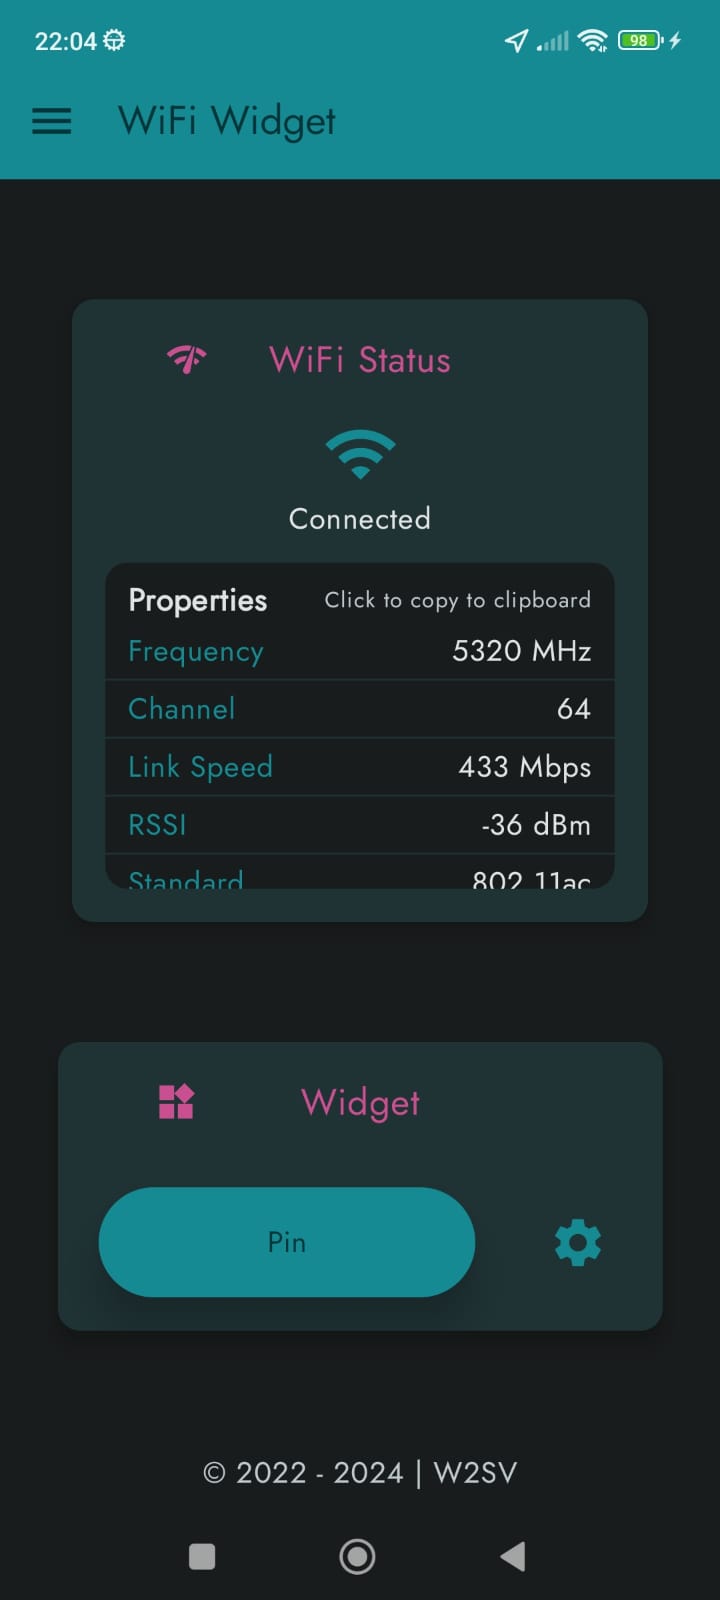 22:04
98
WiFi Widget
WiFi Status
Connected
Properties Click to copy to clipboard
Frequency 5320 MHz
Channel 64
Link Speed 433 Mbps
RSSI -36 dBm
Standard 802.11ac
Widget
Pin
© 2022 - 2024 | W2SV